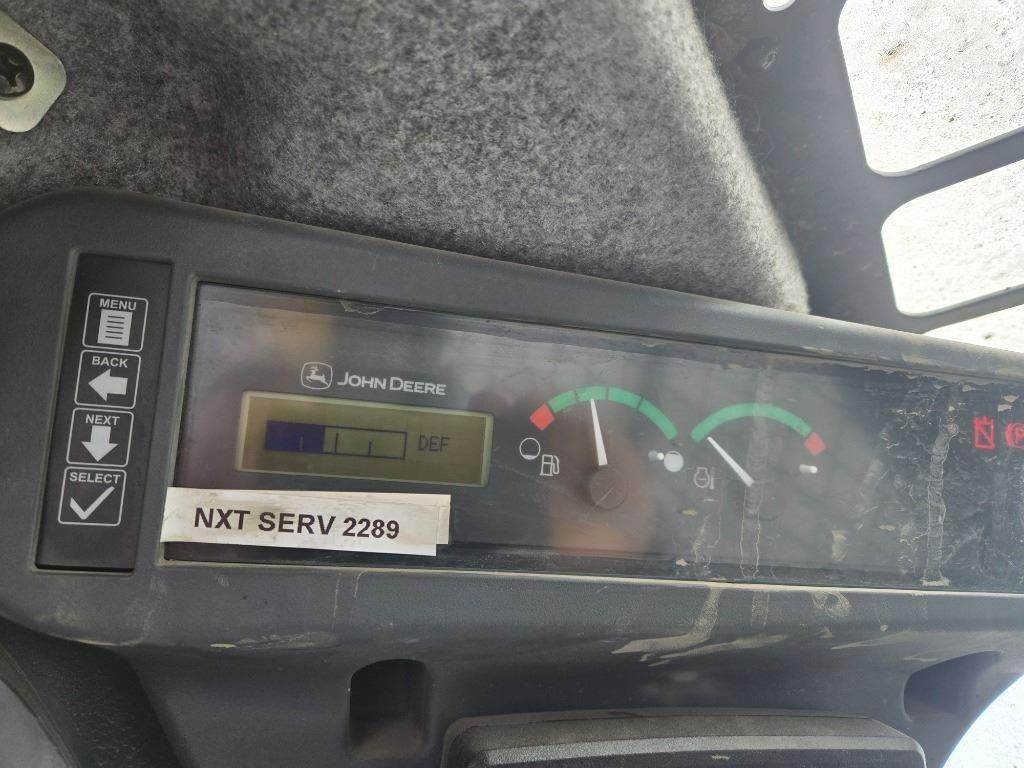 MENU
BACK
NEXT
SELECT
JOHN DEERE
DEF
NXT SERV 2289